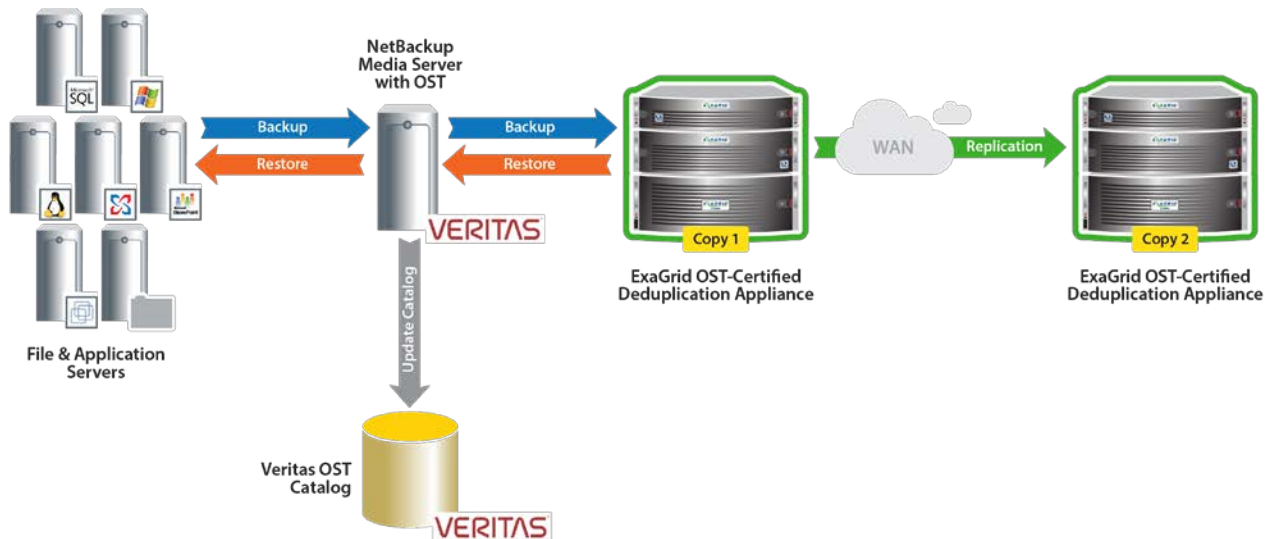 Microsoft
SQL
NetBackup
Media Server
with OST
Backup
Restore
Backup
Restore
WAN
Replication
VERITAS
Copy 1
Copy 2
ExaGrid OST-Certified
Deduplication Appliance
ExaGrid OST-Certified
Deduplication Appliance
File & Application
Servers
Update Catalog
Veritas OST
Catalog
VERITAS